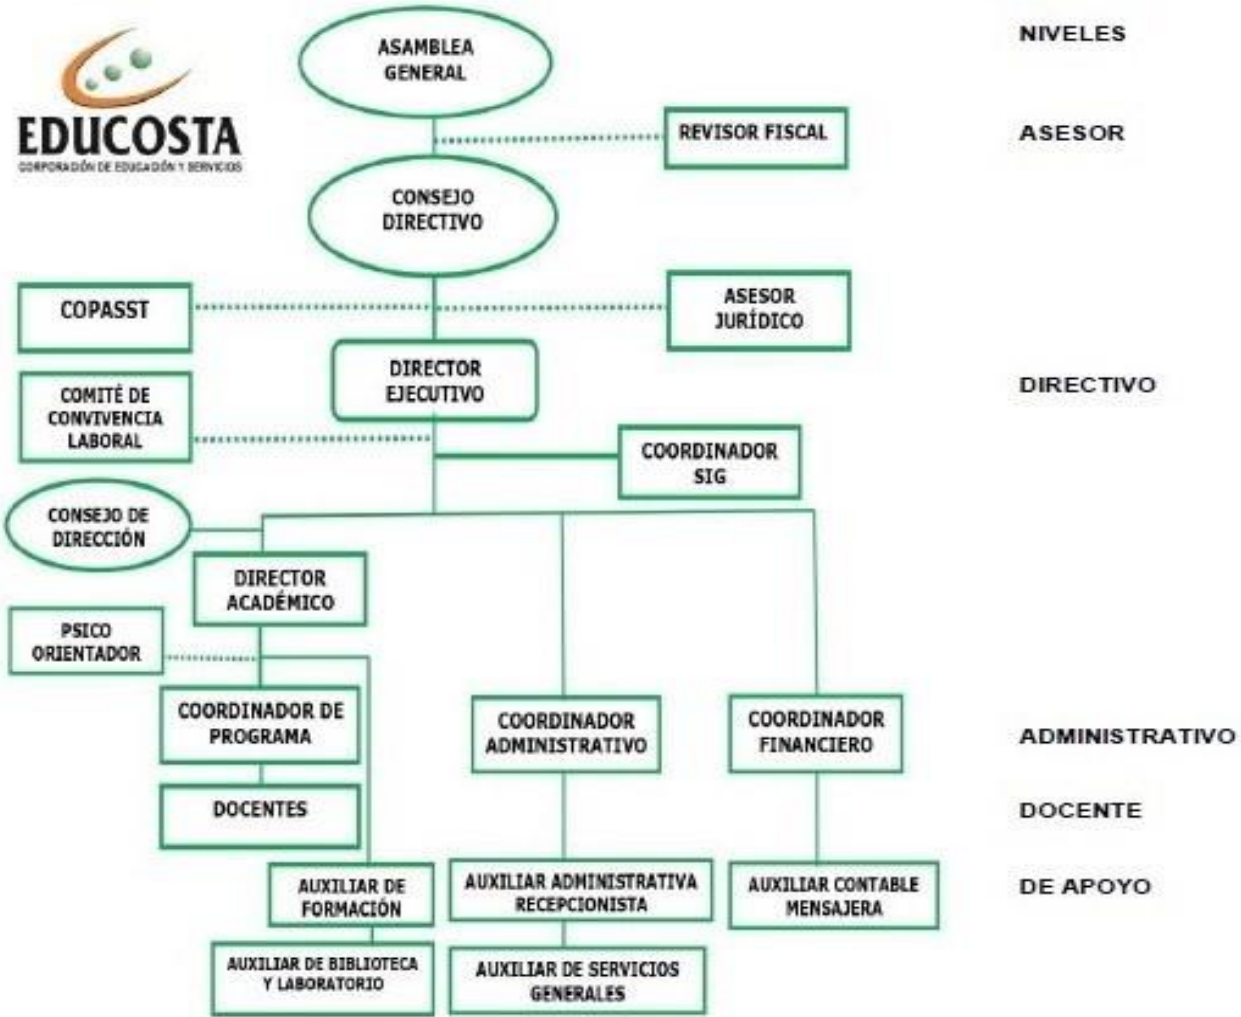 ASAMBLEA
GENERAL
NIVELES
EDUCOSTA
CORPORACIÓN DE EDUCACIÓN Y SERVICIOS
REVISOR FISCAL
ASESOR
CONSEJO
DIRECTIVO
COPASST
ASESOR
JURÍDICO
DIRECTOR
EJECUTIVO
DIRECTIVO
COMITÉ DE
CONVIVENCIA
LABORAL
COORDINADOR
SIG
CONSEJO DE
DIRECCIÓN
DIRECTOR
ACADÉMICO
PSICO
ORIENTADOR
COORDINADOR DE
PROGRAMA
COORDINADOR
ADMINISTRATIVO
COORDINADOR
FINANCIERO
ADMINISTRATIVO
DOCENTES
DOCENTE
AUXILIAR DE
FORMACIÓN
AUXILIAR ADMINISTRATIVA
RECEPCIONISTA
AUXILIAR CONTABLE
MENSAJERA
DE APOYO
AUXILIAR DE BIBLIOTECA
Y LABORATORIO
AUXILIAR DE SERVICIOS
GENERALES